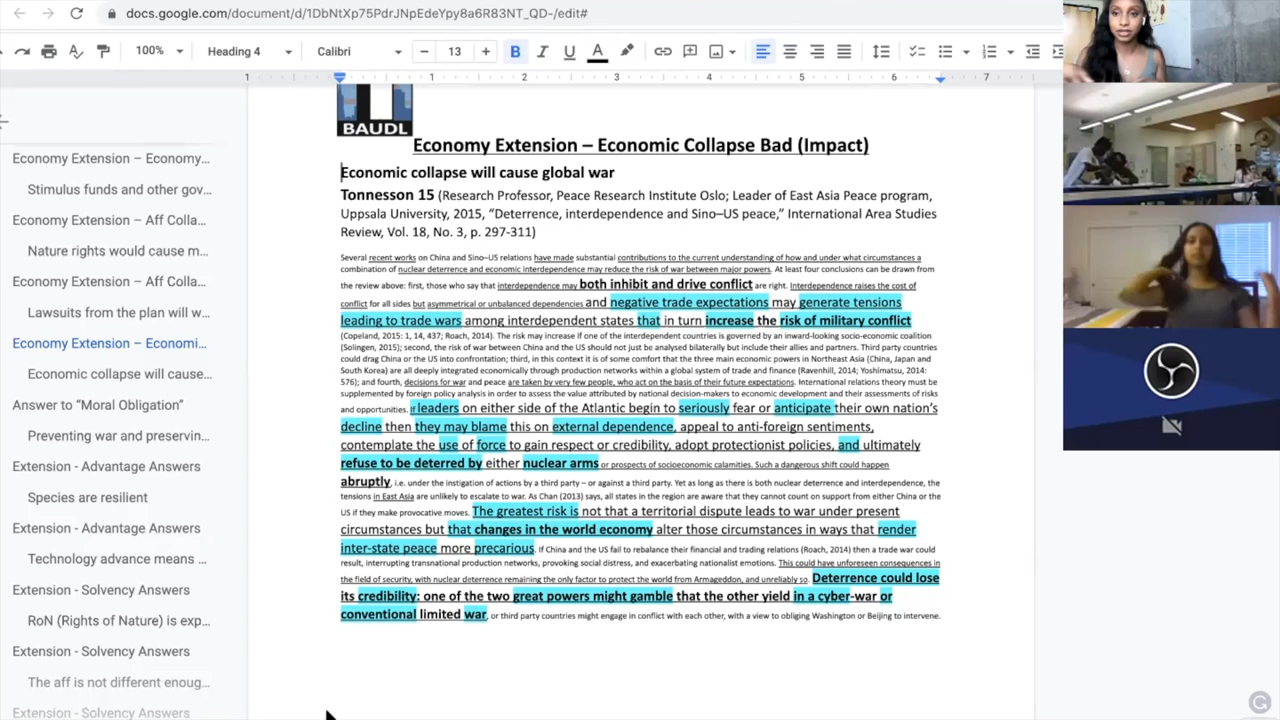 docs.google.com/document/d/1DbNtXp75PdrJNpEdeYpy8a6R83NT_QD-/edit#
100%
Heading 4
Calibri
13
B I U A
1 1 2 3 4 5 6 7
Economy Extension – Economy...
Stimulus funds and other gov...
Economy Extension – Aff Colla...
Nature rights would cause m...
Economy Extension – Aff Colla...
Lawsuits from the plan will w...
Economy Extension – Economi...
Economic collapse will cause...
Answer to “Moral Obligation”
Preventing war and preservin...
Extension - Advantage Answers
Species are resilient
Extension - Advantage Answers
Technology advance means ...
Extension - Solvency Answers
RoN (Rights of Nature) is exp...
Extension - Solvency Answers
The aff is not different enoug...
Extension - Solvency Answers
BAUDL
Economy Extension – Economic Collapse Bad (Impact)
Economic collapse will cause global war
Tonnesson 15 (Research Professor, Peace Research Institute Oslo; Leader of East Asia Peace program,
Uppsala University, 2015, “Deterrence, interdependence and Sino–US peace,” International Area Studies
Review, Vol. 18, No. 3, p. 297-311)
Several recent works on China and Sino–US relations have made substantial contributions to the current understanding of how and under what circumstances a
combination of nuclear deterrence and economic interdependence may reduce the risk of war between major powers. At least four conclusions can be drawn from
the review above: first, those who say that interdependence may both inhibit and drive conflict are right. Interdependence raises the cost of
conflict for all sides but asymmetrical or unbalanced dependencies and negative trade expectations may generate tensions
leading to trade wars among interdependent states that in turn increase the risk of military conflict
(Copeland, 2015: 1, 14, 437; Roach, 2014). The risk may increase if one of the interdependent countries is governed by an inward-looking socio-economic coalition
(Solingen, 2015); second, the risk of war between China and the US should not just be analysed bilaterally but include their allies and partners. Third party countries
could drag China or the US into confrontation; third, in this context it is of some comfort that the three main economic powers in Northeast Asia (China, Japan and
South Korea) are all deeply integrated economically through production networks within a global system of trade and finance (Ravenhill, 2014; Yoshimatsu, 2014:
576); and fourth, decisions for war and peace are taken by very few people, who act on the basis of their future expectations. International relations theory must be
supplemented by foreign policy analysis in order to assess the value attributed by national decision-makers to economic development and their assessments of risks
and opportunities. If leaders on either side of the Atlantic begin to seriously fear or anticipate their own nation’s
decline then they may blame this on external dependence, appeal to anti-foreign sentiments,
contemplate the use of force to gain respect or credibility, adopt protectionist policies, and ultimately
refuse to be deterred by either nuclear arms or prospects of socioeconomic calamities. Such a dangerous shift could happen
abruptly, i.e. under the instigation of actions by a third party – or against a third party. Yet as long as there is both nuclear deterrence and interdependence, the
tensions in East Asia are unlikely to escalate to war. As Chan (2013) says, all states in the region are aware that they cannot count on support from either China or the
US if they make provocative moves. The greatest risk is not that a territorial dispute leads to war under present
circumstances but that changes in the world economy alter those circumstances in ways that render
inter-state peace more precarious. If China and the US fail to rebalance their financial and trading relations (Roach, 2014) then a trade war could
result, interrupting transnational production networks, provoking social distress, and exacerbating nationalist emotions. This could have unforeseen consequences in
the field of security, with nuclear deterrence remaining the only factor to protect the world from Armageddon, and unreliably so. Deterrence could lose
its credibility: one of the two great powers might gamble that the other yield in a cyber-war or
conventional limited war, or third party countries might engage in conflict with each other, with a view to obliging Washington or Beijing to intervene.